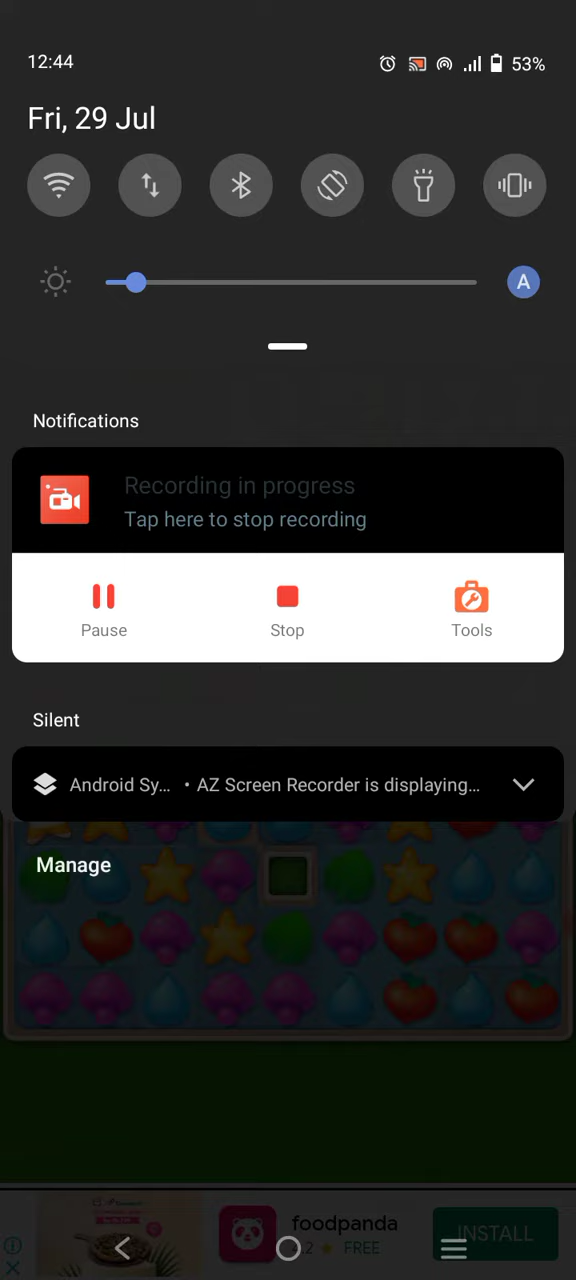 12:44
53%
Fri, 29 Jul
A
Notifications
Recording in progress
Tap here to stop recording
Pause
Stop
Tools
Silent
Android Sy... • AZ Screen Recorder is displaying...
Manage
foodpanda
FREE
INSTALL